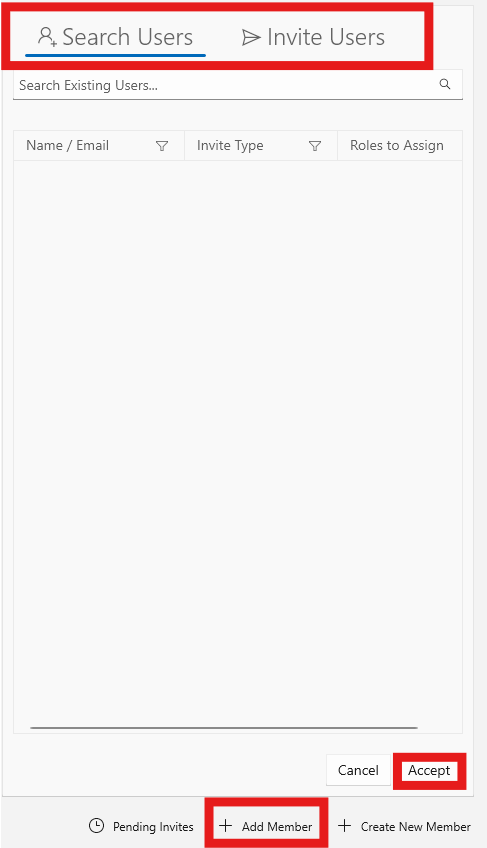 Search Users Invite Users
Search Existing Users...
Name / Email Invite Type Roles to Assign
Cancel Accept
Pending Invites Add Member Create New Member